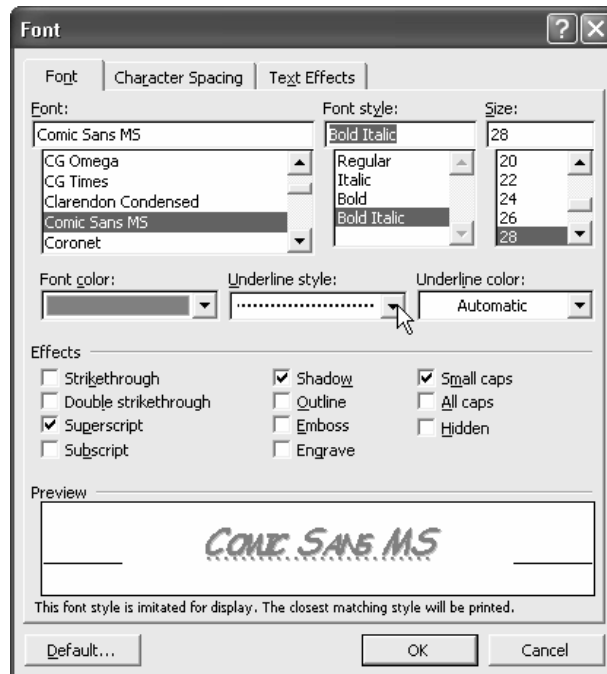 Font
Font Character Spacing Text Effects
Font: Font style: Size:
Comic Sans MS Bold Italic 28
CG Omega Regular 20
CG Times Italic 22
Clarendon Condensed Bold 24
Comic Sans MS Bold Italic 26
Coronet 28
Font color: Underline style: Underline color:
Automatic
Effects
Strikethrough Shadow Small caps
Double strikethrough Outline All caps
Superscript Emboss Hidden
Subscript Engrave
Preview
Comic Sans MS
This font style is imitated for display. The closest matching style will be printed.
Default... OK Cancel